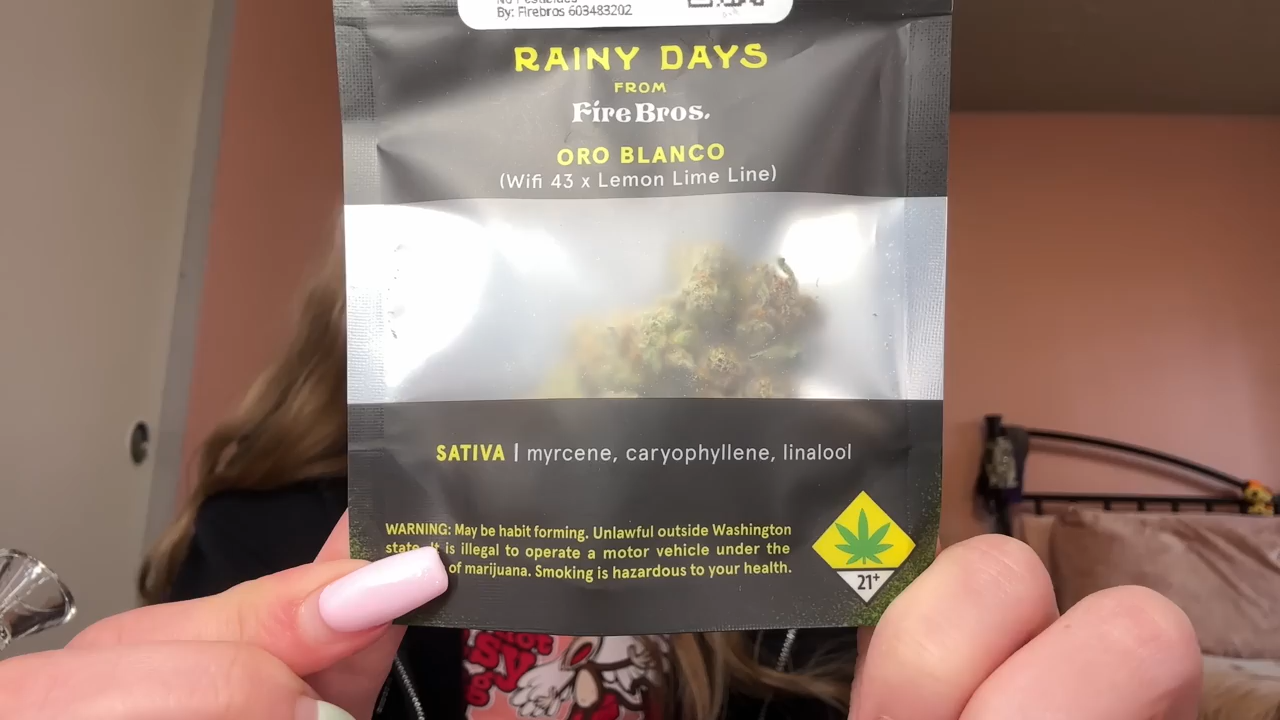 No Pesticides
By: Firebros 603483202
RAINY DAYS
FROM
Fire Bros.
ORO BLANCO
(Wifi 43 x Lemon Lime Line)
SATIVA | myrcene, caryophyllene, linalool
WARNING: May be habit forming. Unlawful outside Washington
state. It is illegal to operate a motor vehicle under the
of marijuana. Smoking is hazardous to your health.
21+